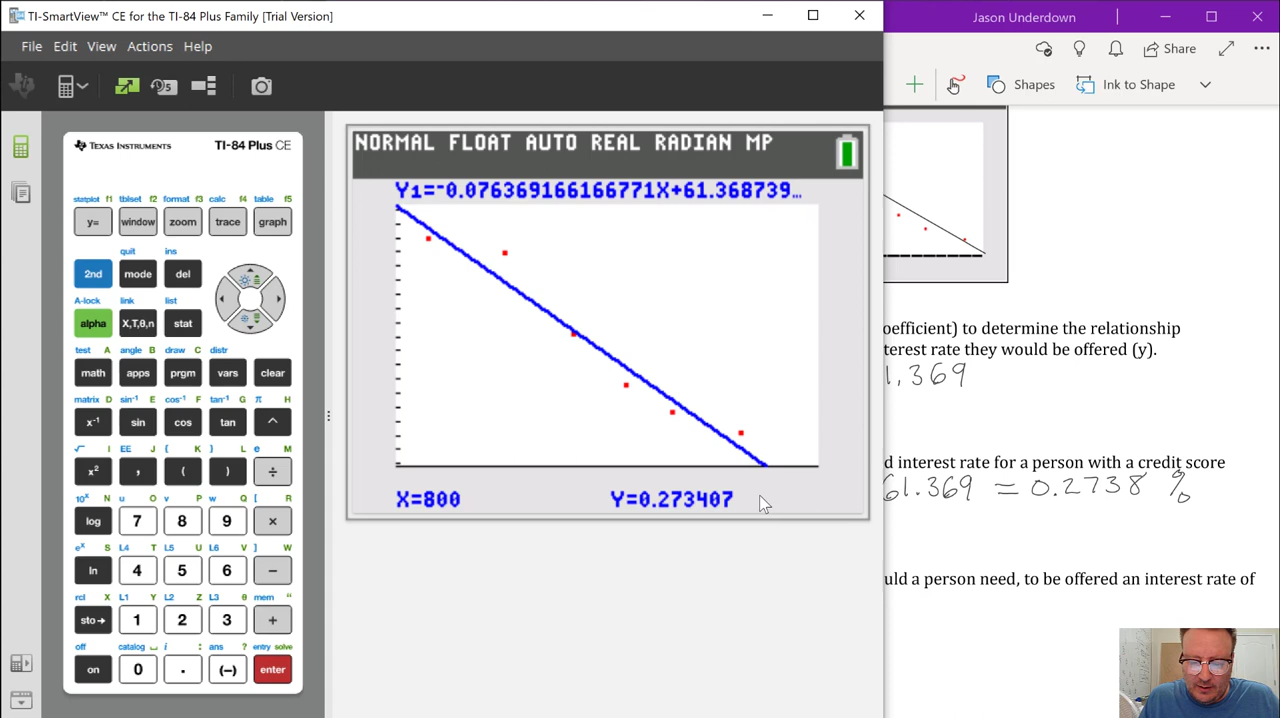 TI-SmartView™ CE for the TI-84 Plus Family [Trial Version]
Jason Underdown
File Edit View Actions Help
Share
Shapes
Ink to Shape
TEXAS INSTRUMENTS TI-84 Plus CE
statplot f1 tblset f2 format f3 calc f4 table f5
y= window zoom trace graph
quit ins
2nd mode del
A-lock link list
alpha X,T,θ,n stat
test A angle B draw C distr
math apps prgm vars clear
matrix D sin⁻¹ E cos⁻¹ F tan⁻¹ G π H
x⁻¹ sin cos tan ^
√ I EE J { K } L e M
x² , ( ) ÷
10ˣ N u O v P w Q [ R
log 7 8 9 ×
eˣ S L4 T L5 U L6 V ] W
ln 4 5 6 −
rcl X L1 Y L2 Z L3 θ mem "
sto→ 1 2 3 +
off catalog ⎵ i : ans ? entry solve
on 0 . (−) enter
NORMAL FLOAT AUTO REAL RADIAN MP
Y1=-0.076369166166771X+61.368739...
X=800 Y=0.273407
oefficient) to determine the relationship
terest rate they would be offered (y).
1,369
d interest rate for a person with a credit score
61.369 = 0.2738 %
uld a person need, to be offered an interest rate of